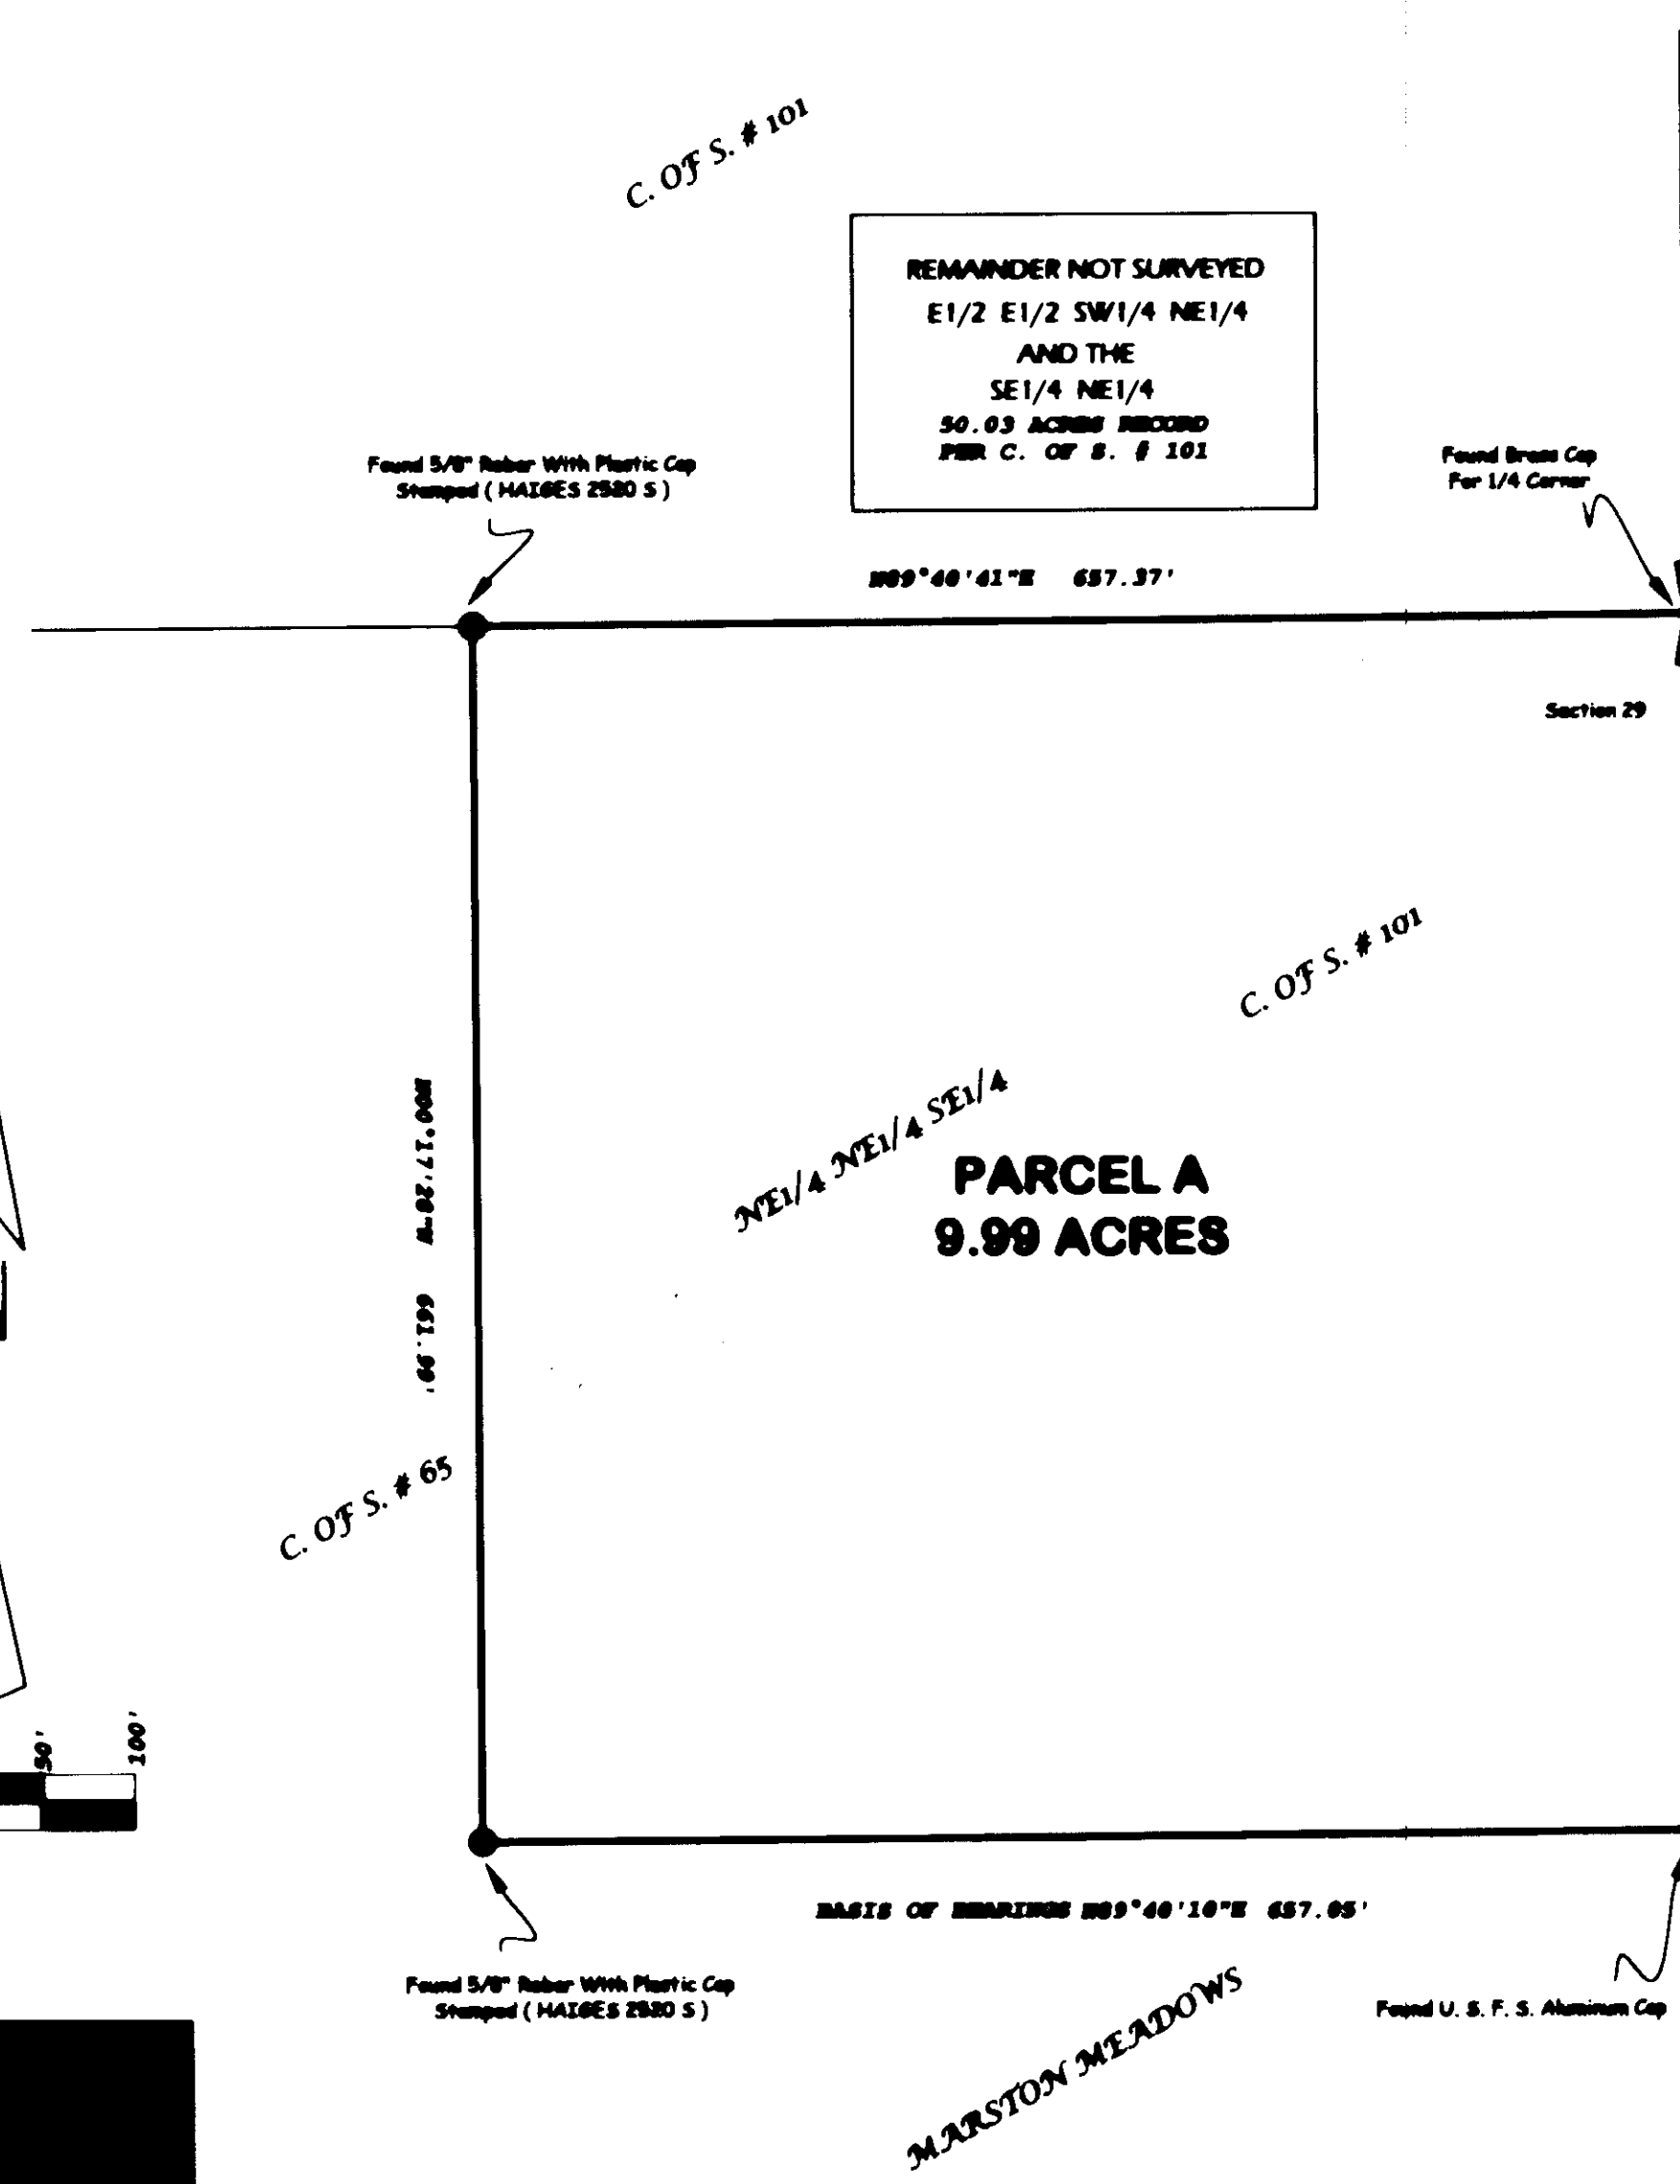 C. OF S. # 101
REMAINDER NOT SURVEYED
E1/2 E1/2 SW1/4 NE1/4
AND THE
SE1/4 NE1/4
50.03 ACRES RECORD
PER C. OF S. # 101
Found 5/8" Rebar With Plastic Cap
Stamped ( HAIGES 2520 S )
Found Brass Cap
For 1/4 Corner
N89°40'41"E 657.37'
Section 29
C. OF S. # 101
N00°17'28"W 661.99'
NE1/4 NE1/4 SE1/4
PARCEL A
9.99 ACRES
C. OF S. # 65
50'
100'
BASIS OF BEARINGS N89°40'10"E 657.05'
Found 5/8" Rebar With Plastic Cap
Stamped ( HAIGES 2520 S )
Found U. S. F. S. Aluminum Cap
MARSTON MEADOWS